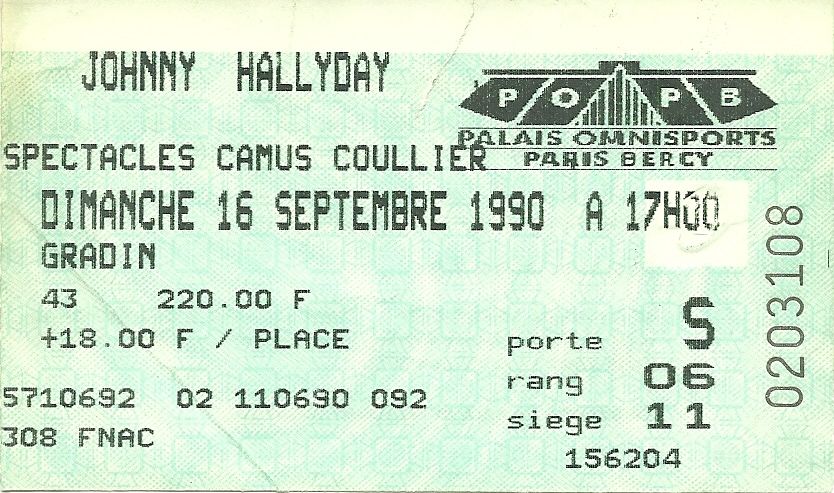 JOHNNY HALLYDAY
POPB
PALAIS OMNISPORTS
PARIS BERCY
SPECTACLES CAMUS COULLIER
DIMANCHE 16 SEPTEMBRE 1990 A 17H00
GRADIN
43 220.00 F
+18.00 F / PLACE
porte S
rang 06
siege 11
5710692 02 110690 092
308 FNAC
156204
0203108